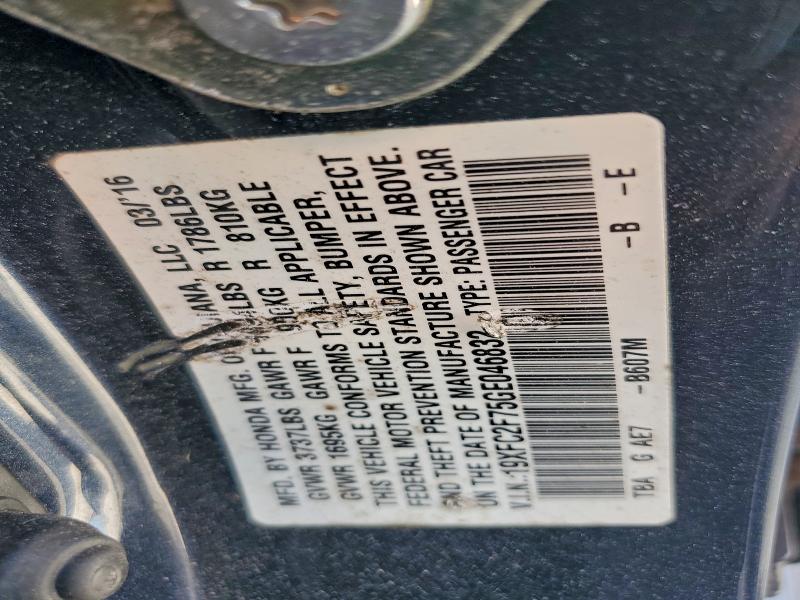 MFD. BY HONDA MFG. OF INDIANA, LLC 03/'16
GVWR 3737LBS GAWR F LBS R 1786LBS
GVWR 1695KG GAWR F KG R 810KG
THIS VEHICLE CONFORMS TO ALL APPLICABLE
FEDERAL MOTOR VEHICLE SAFETY, BUMPER,
AND THEFT PREVENTION STANDARDS IN EFFECT
ON THE DATE OF MANUFACTURE SHOWN ABOVE.
V.I.N.:19XFC2F75GE046832 TYPE: PASSENGER CAR
TBA G AE7 -B607M -B -E